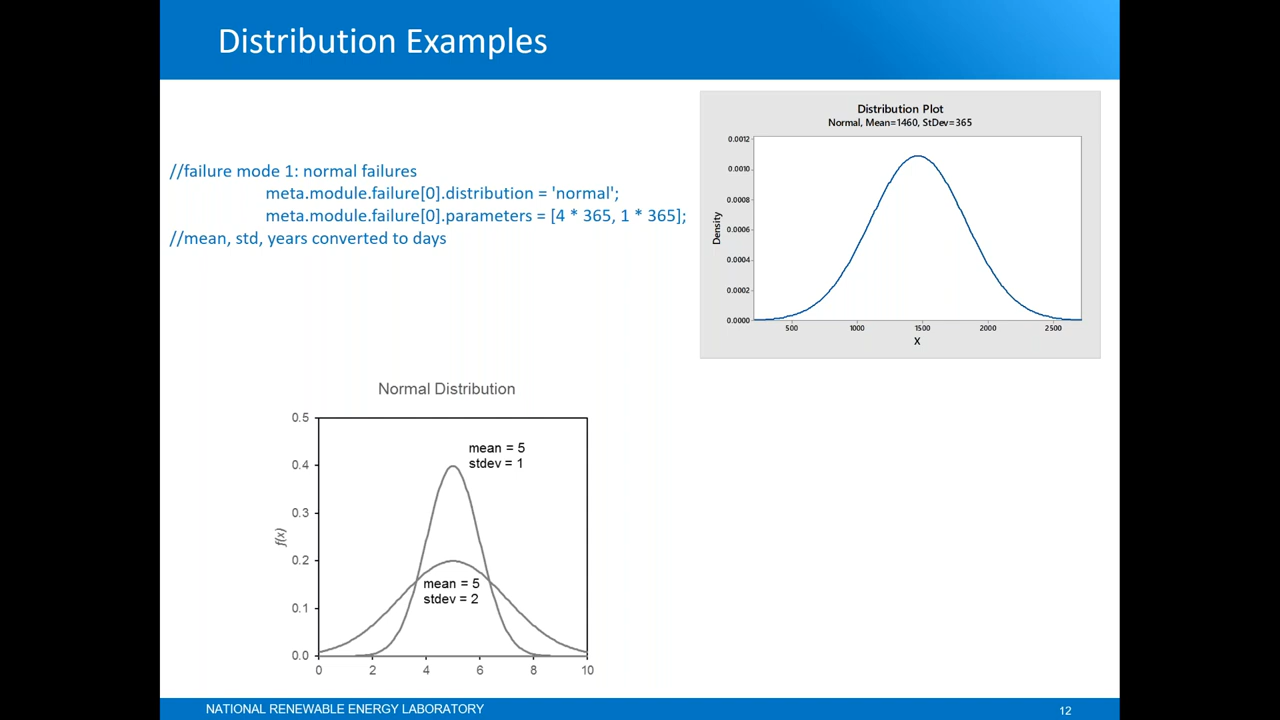 Distribution Examples
//failure mode 1: normal failures
meta.module.failure[0].distribution = 'normal';
meta.module.failure[0].parameters = [4 * 365, 1 * 365];
//mean, std, years converted to days
Distribution Plot
Normal, Mean=1460, StDev=365
0.0012
0.0010
0.0008
0.0006
0.0004
0.0002
0.0000
Density
500 1000 1500 2000 2500
X
Normal Distribution
0.5
0.4
0.3
0.2
0.1
0.0
f(x)
mean = 5
stdev = 1
mean = 5
stdev = 2
0 2 4 6 8 10
NATIONAL RENEWABLE ENERGY LABORATORY
12